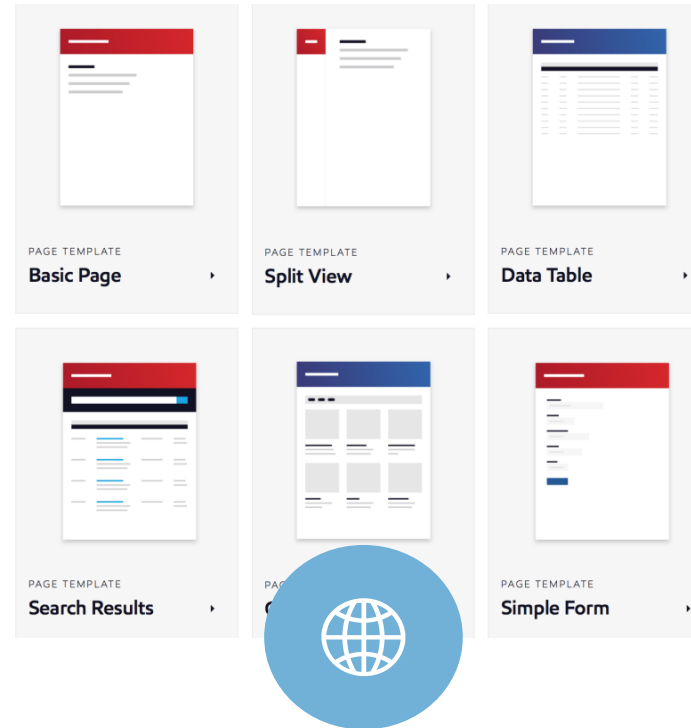 PAGE TEMPLATE
Basic Page
PAGE TEMPLATE
Split View
PAGE TEMPLATE
Data Table
PAGE TEMPLATE
Search Results
PAGE TEMPLATE
Simple Form